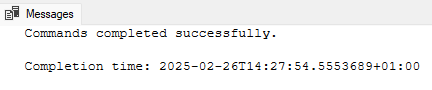 Messages
Commands completed successfully.
Completion time: 2025-02-26T14:27:54.5553689+01:00